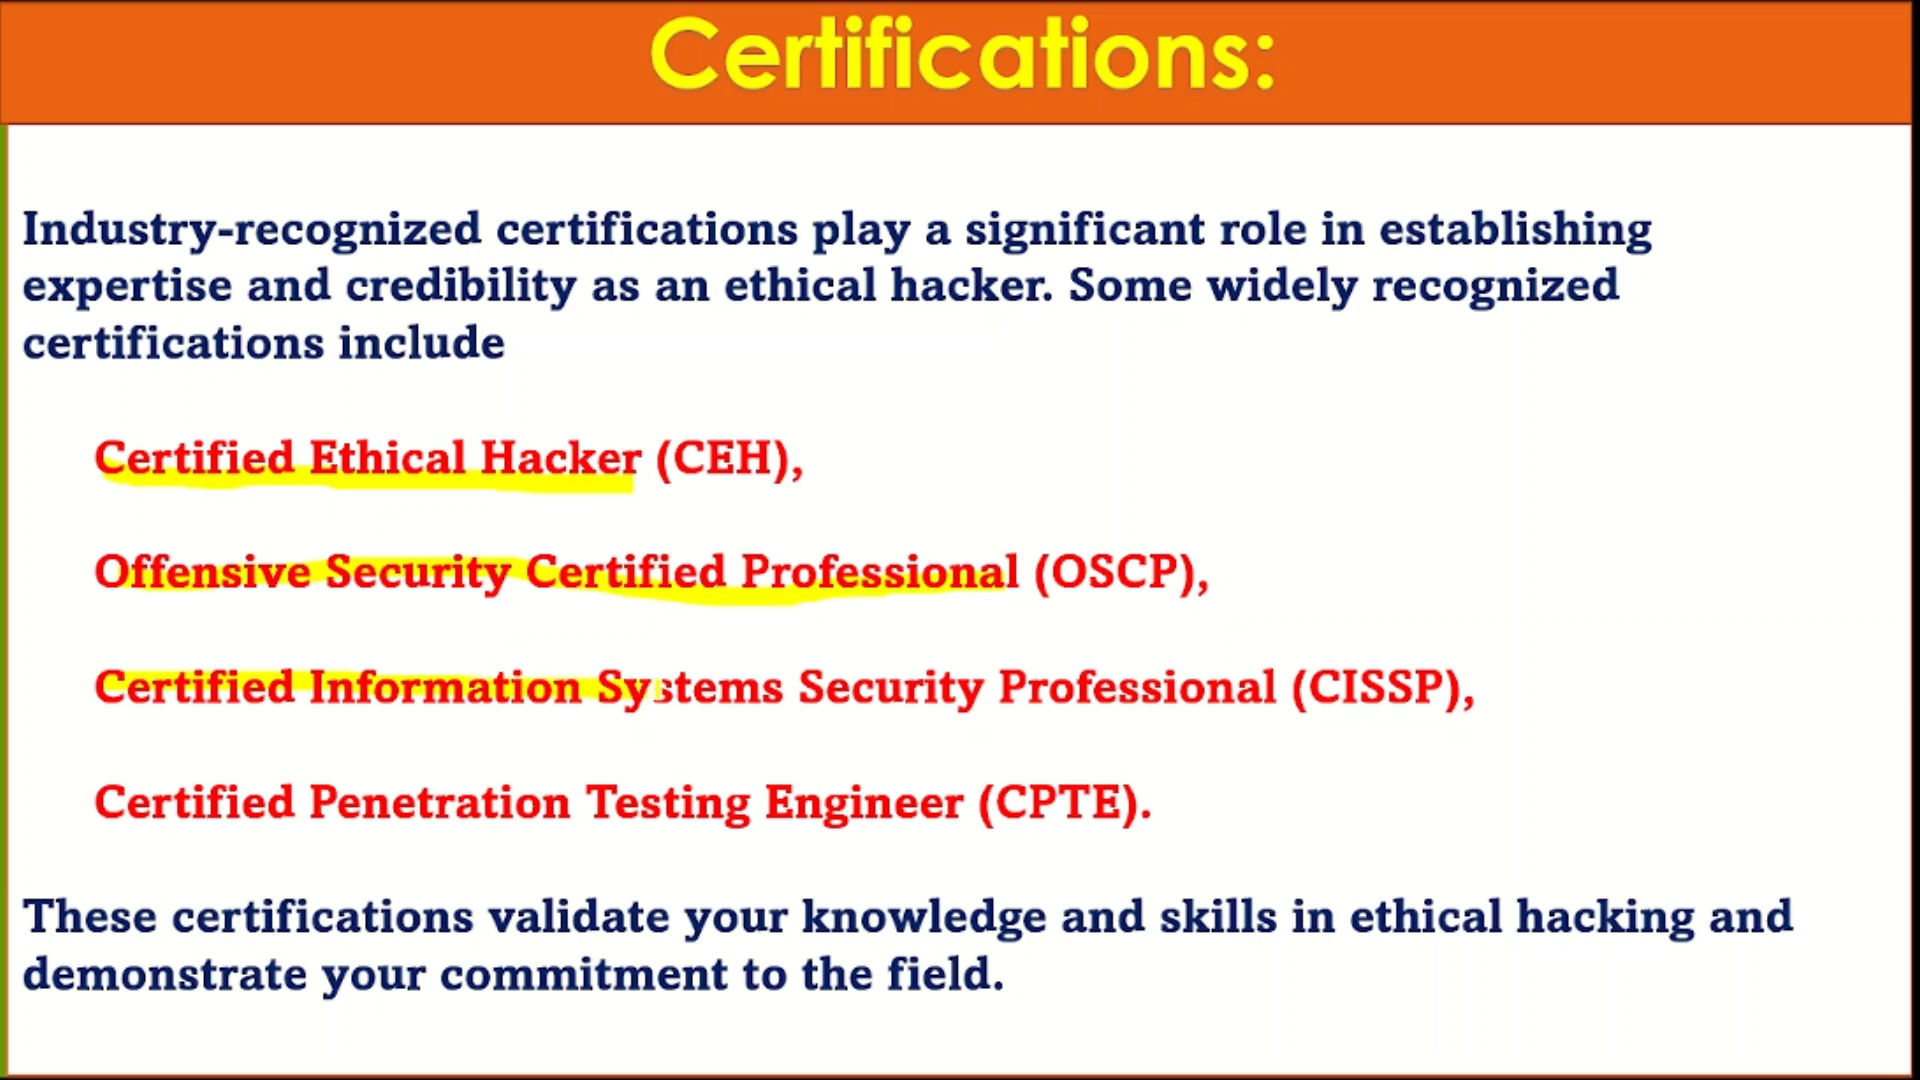 Certifications:
Industry-recognized certifications play a significant role in establishing
expertise and credibility as an ethical hacker. Some widely recognized
certifications include
Certified Ethical Hacker (CEH),
Offensive Security Certified Professional (OSCP),
Certified Information Systems Security Professional (CISSP),
Certified Penetration Testing Engineer (CPTE).
These certifications validate your knowledge and skills in ethical hacking and
demonstrate your commitment to the field.